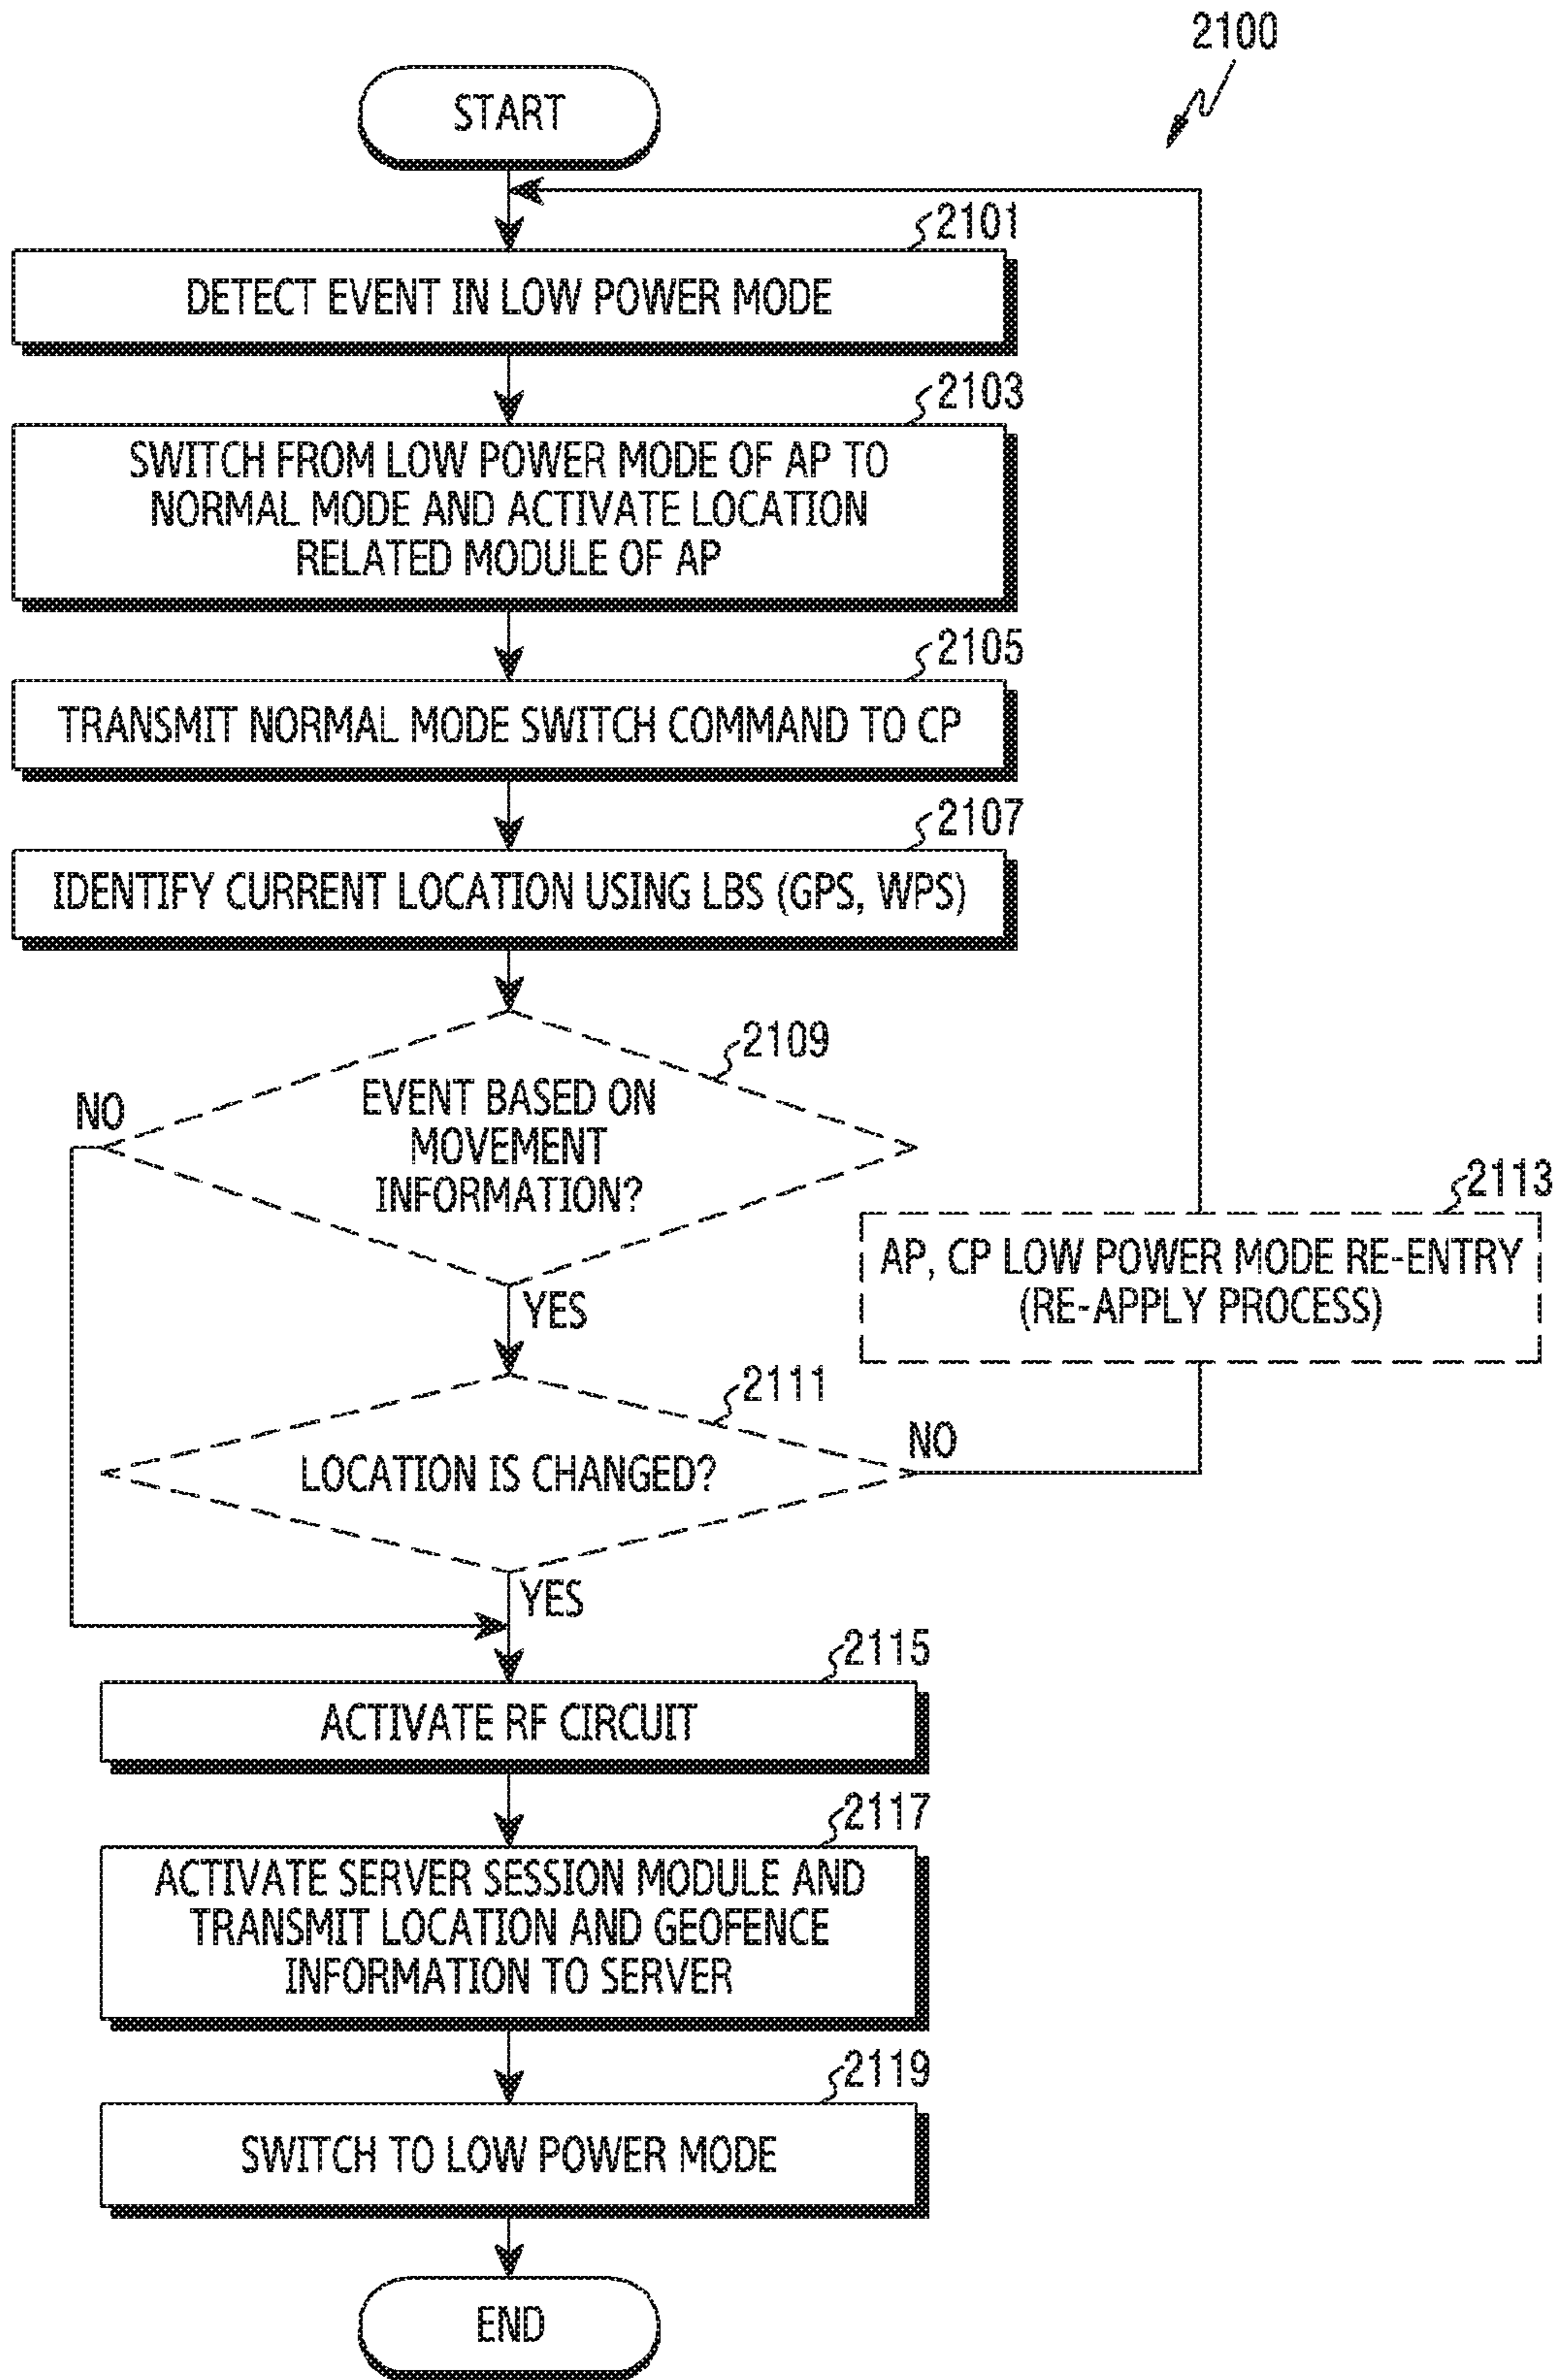 2100
START
2101
DETECT EVENT IN LOW POWER MODE
2103
SWITCH FROM LOW POWER MODE OF AP TO
NORMAL MODE AND ACTIVATE LOCATION
RELATED MODULE OF AP
2105
TRANSMIT NORMAL MODE SWITCH COMMAND TO CP
2107
IDENTIFY CURRENT LOCATION USING LBS (GPS, WPS)
2109
EVENT BASED ON
MOVEMENT
INFORMATION?
NO
YES
2113
AP, CP LOW POWER MODE RE-ENTRY
(RE-APPLY PROCESS)
2111
LOCATION IS CHANGED?
NO
YES
2115
ACTIVATE RF CIRCUIT
2117
ACTIVATE SERVER SESSION MODULE AND
TRANSMIT LOCATION AND GEOFENCE
INFORMATION TO SERVER
2119
SWITCH TO LOW POWER MODE
END